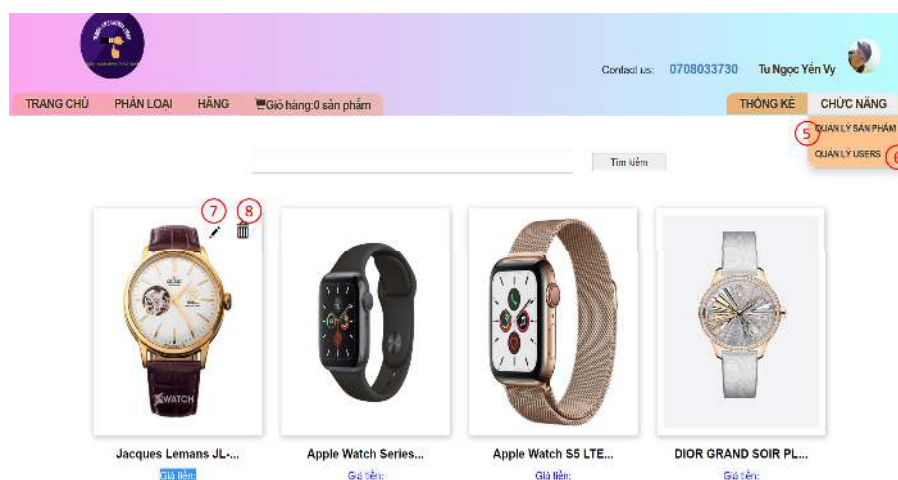 Contact us: 0708033730 Tu Ngọc Yến Vy
TRANG CHỦ PHÂN LOẠI HÃNG Giỏ hàng:0 sản phẩm THỐNG KÊ CHỨC NĂNG
5 QUẢN LÝ SẢN PHẨM
QUẢN LÝ USERS 6
Tìm kiếm
7 8
WATCH
Jacques Lemans JL-... Apple Watch Series... Apple Watch S5 LTE... DIOR GRAND SOIR PL...
Giá tiền: Giá tiền: Giá tiền: Giá tiền: